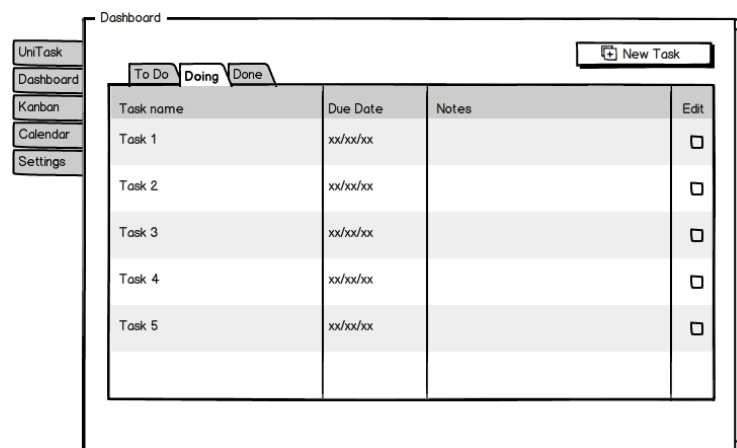 Dashboard
UniTask
Dashboard
Kanban
Calendar
Settings
New Task
To Do Doing Done
Task name Due Date Notes Edit
Task 1 xx/xx/xx
Task 2 xx/xx/xx
Task 3 xx/xx/xx
Task 4 xx/xx/xx
Task 5 xx/xx/xx